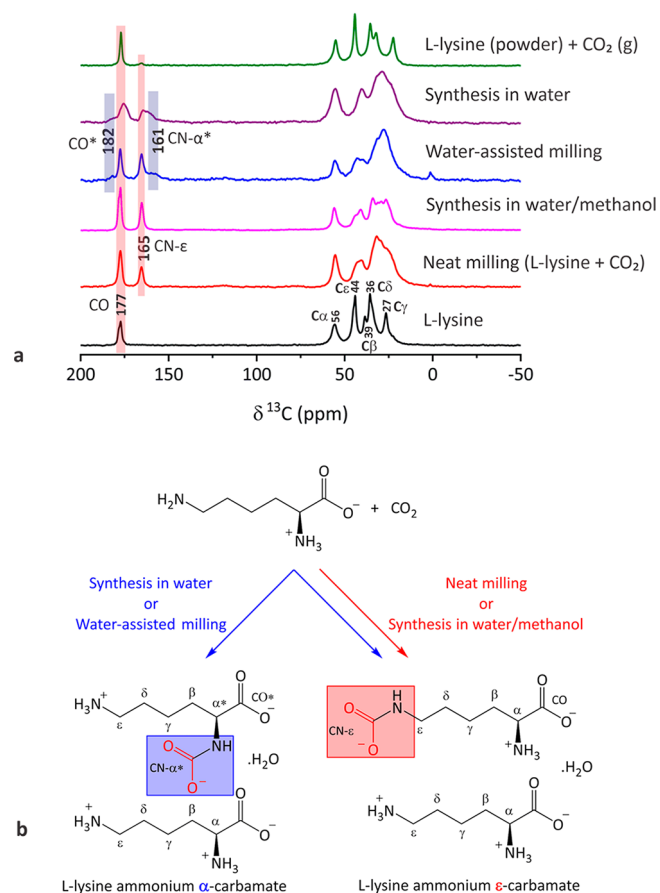 L-lysine (powder) + CO₂ (g)
Synthesis in water
CO*
182
161
CN-α*
Water-assisted milling
Synthesis in water/methanol
165
CN-ε
Neat milling (L-lysine + CO₂)
CO
177
Cα
56
Cε
44
39
Cβ
36
Cδ
27
Cγ
L-lysine
a
200 150 100 50 0 -50
δ ¹³C (ppm)
H₂N
O
O⁻
⁺NH₃
+ CO₂
Synthesis in water
or
Water-assisted milling
Neat milling
or
Synthesis in water/methanol
H₃N⁺
ε
δ
γ
β
α*
CO*
O
O⁻
NH
O
CN-α*
O⁻
.H₂O
H₃N⁺
ε
δ
γ
β
α
O
O⁻
⁺NH₃
L-lysine ammonium α-carbamate
O
CN-ε
⁻O
H
N
ε
δ
γ
β
α
CO
O
O⁻
⁺NH₃
.H₂O
H₃N⁺
ε
δ
γ
β
α
O
O⁻
⁺NH₃
L-lysine ammonium ε-carbamate
b